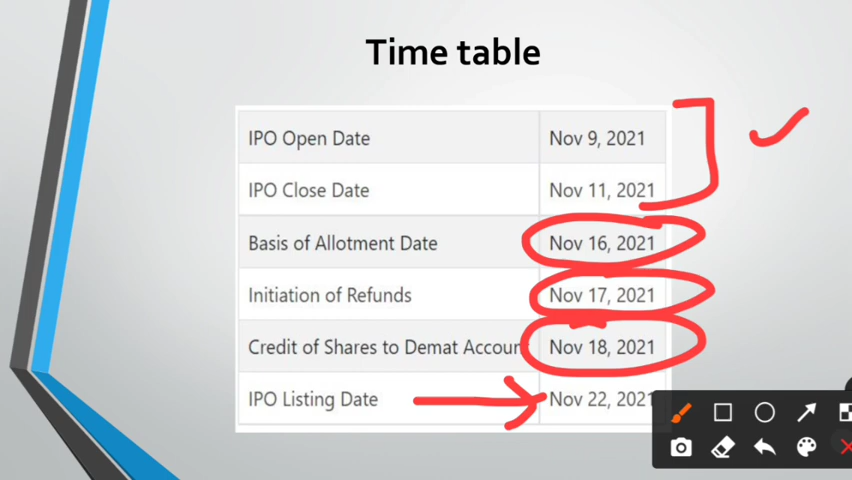 Time table
IPO Open Date Nov 9, 2021
IPO Close Date Nov 11, 2021
Basis of Allotment Date Nov 16, 2021
Initiation of Refunds Nov 17, 2021
Credit of Shares to Demat Accoun Nov 18, 2021
IPO Listing Date Nov 22, 2021